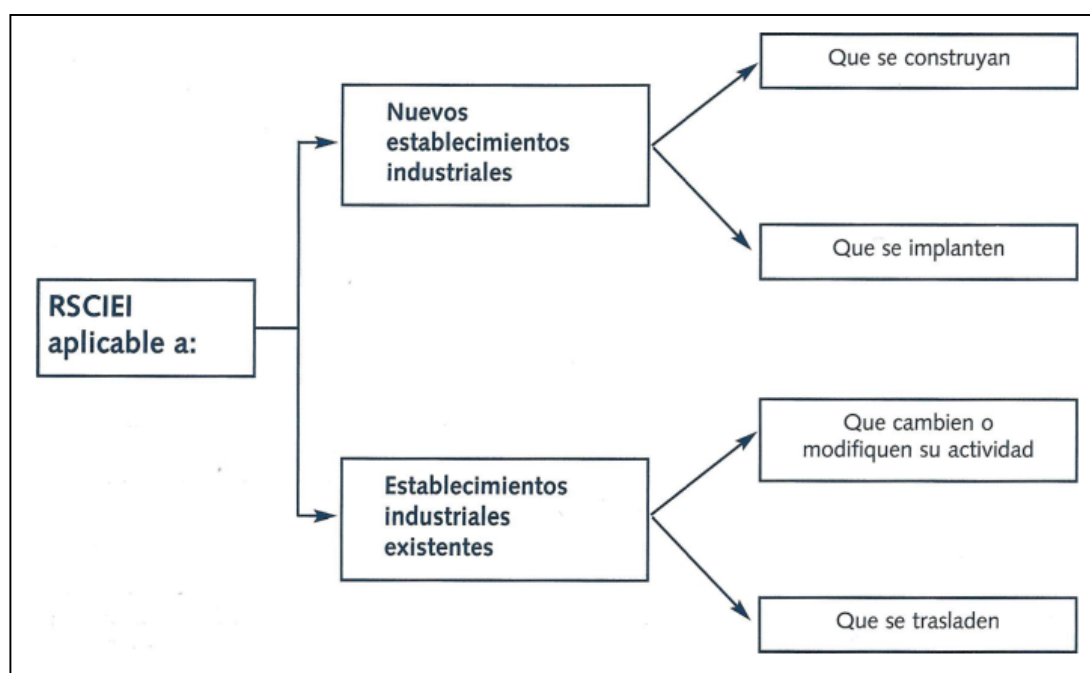 RSCIEI
aplicable a:
Nuevos
establecimientos
industriales
Que se construyan
Que se implanten
Establecimientos
industriales
existentes
Que cambien o
modifiquen su actividad
Que se trasladen